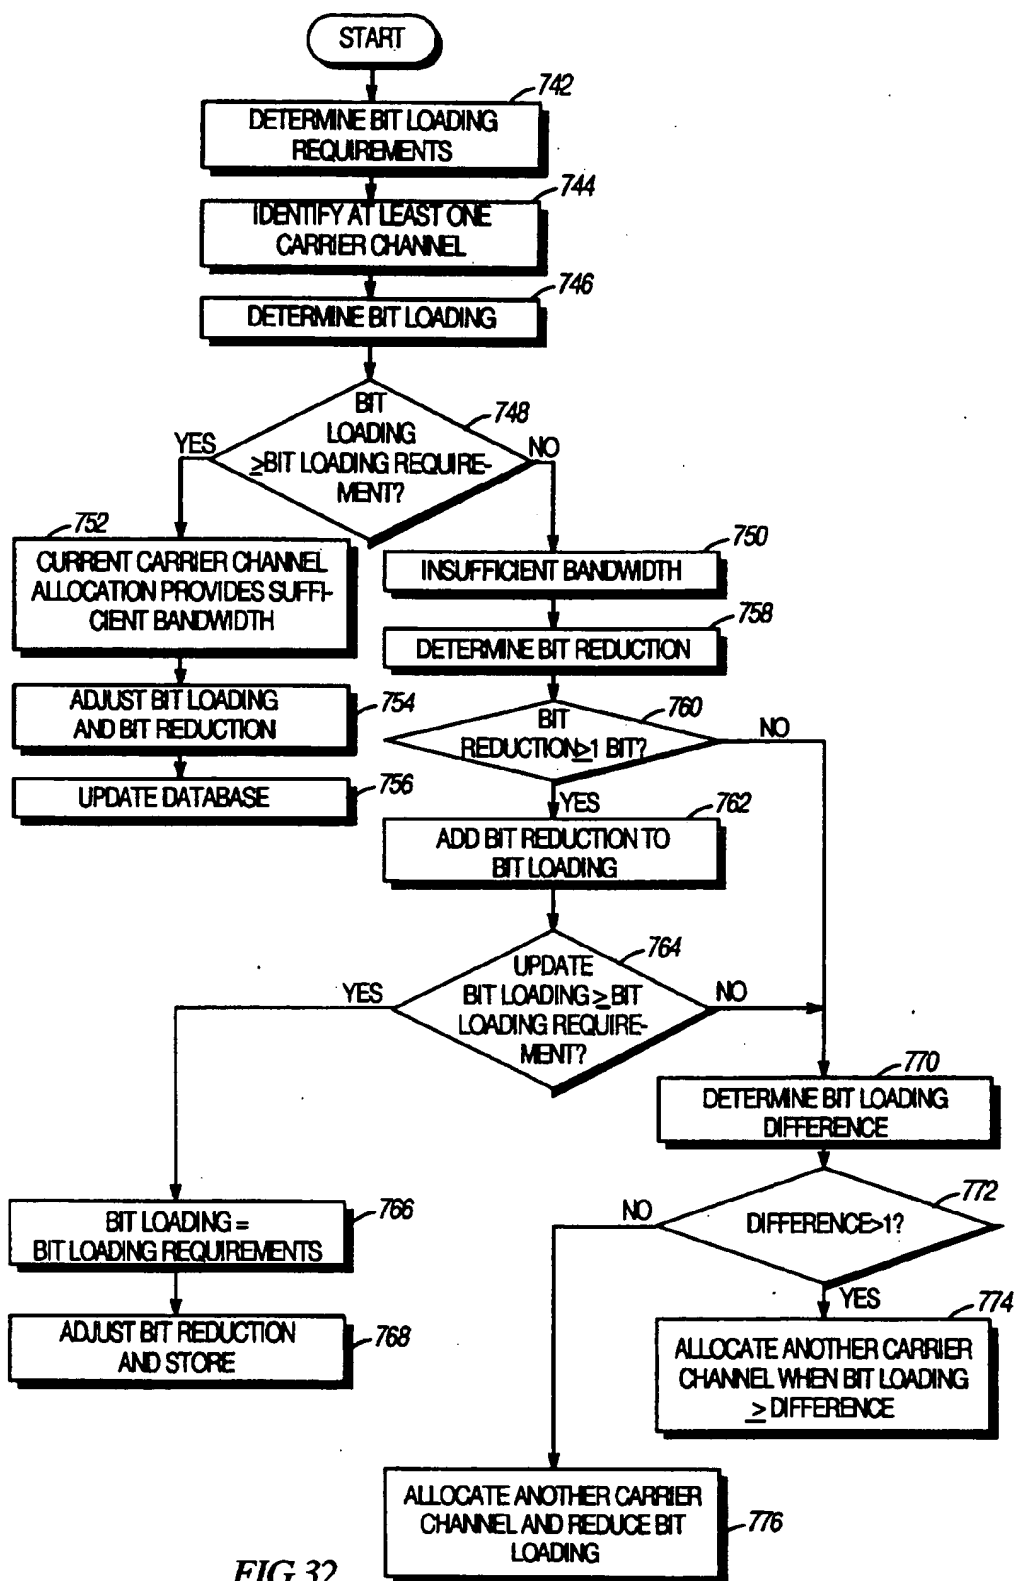 START
742
DETERMINE BIT LOADING
REQUIREMENTS
744
IDENTIFY AT LEAST ONE
CARRIER CHANNEL
746
DETERMINE BIT LOADING
748
BIT
LOADING
≥BIT LOADING REQUIRE-
MENT?
YES
NO
752
CURRENT CARRIER CHANNEL
ALLOCATION PROVIDES SUFFI-
CIENT BANDWIDTH
750
INSUFFICIENT BANDWIDTH
758
DETERMINE BIT REDUCTION
ADJUST BIT LOADING
AND BIT REDUCTION
754
760
BIT
REDUCTION≥1 BIT?
NO
YES
UPDATE DATABASE
756
762
ADD BIT REDUCTION TO
BIT LOADING
764
UPDATE
BIT LOADING ≥BIT
LOADING REQUIRE-
MENT?
YES
NO
770
DETERMINE BIT LOADING
DIFFERENCE
772
DIFFERENCE>1?
NO
YES
BIT LOADING =
BIT LOADING REQUIREMENTS
766
ADJUST BIT REDUCTION
AND STORE
768
774
ALLOCATE ANOTHER CARRIER
CHANNEL WHEN BIT LOADING
≥ DIFFERENCE
ALLOCATE ANOTHER CARRIER
CHANNEL AND REDUCE BIT
LOADING
776
FIG 32